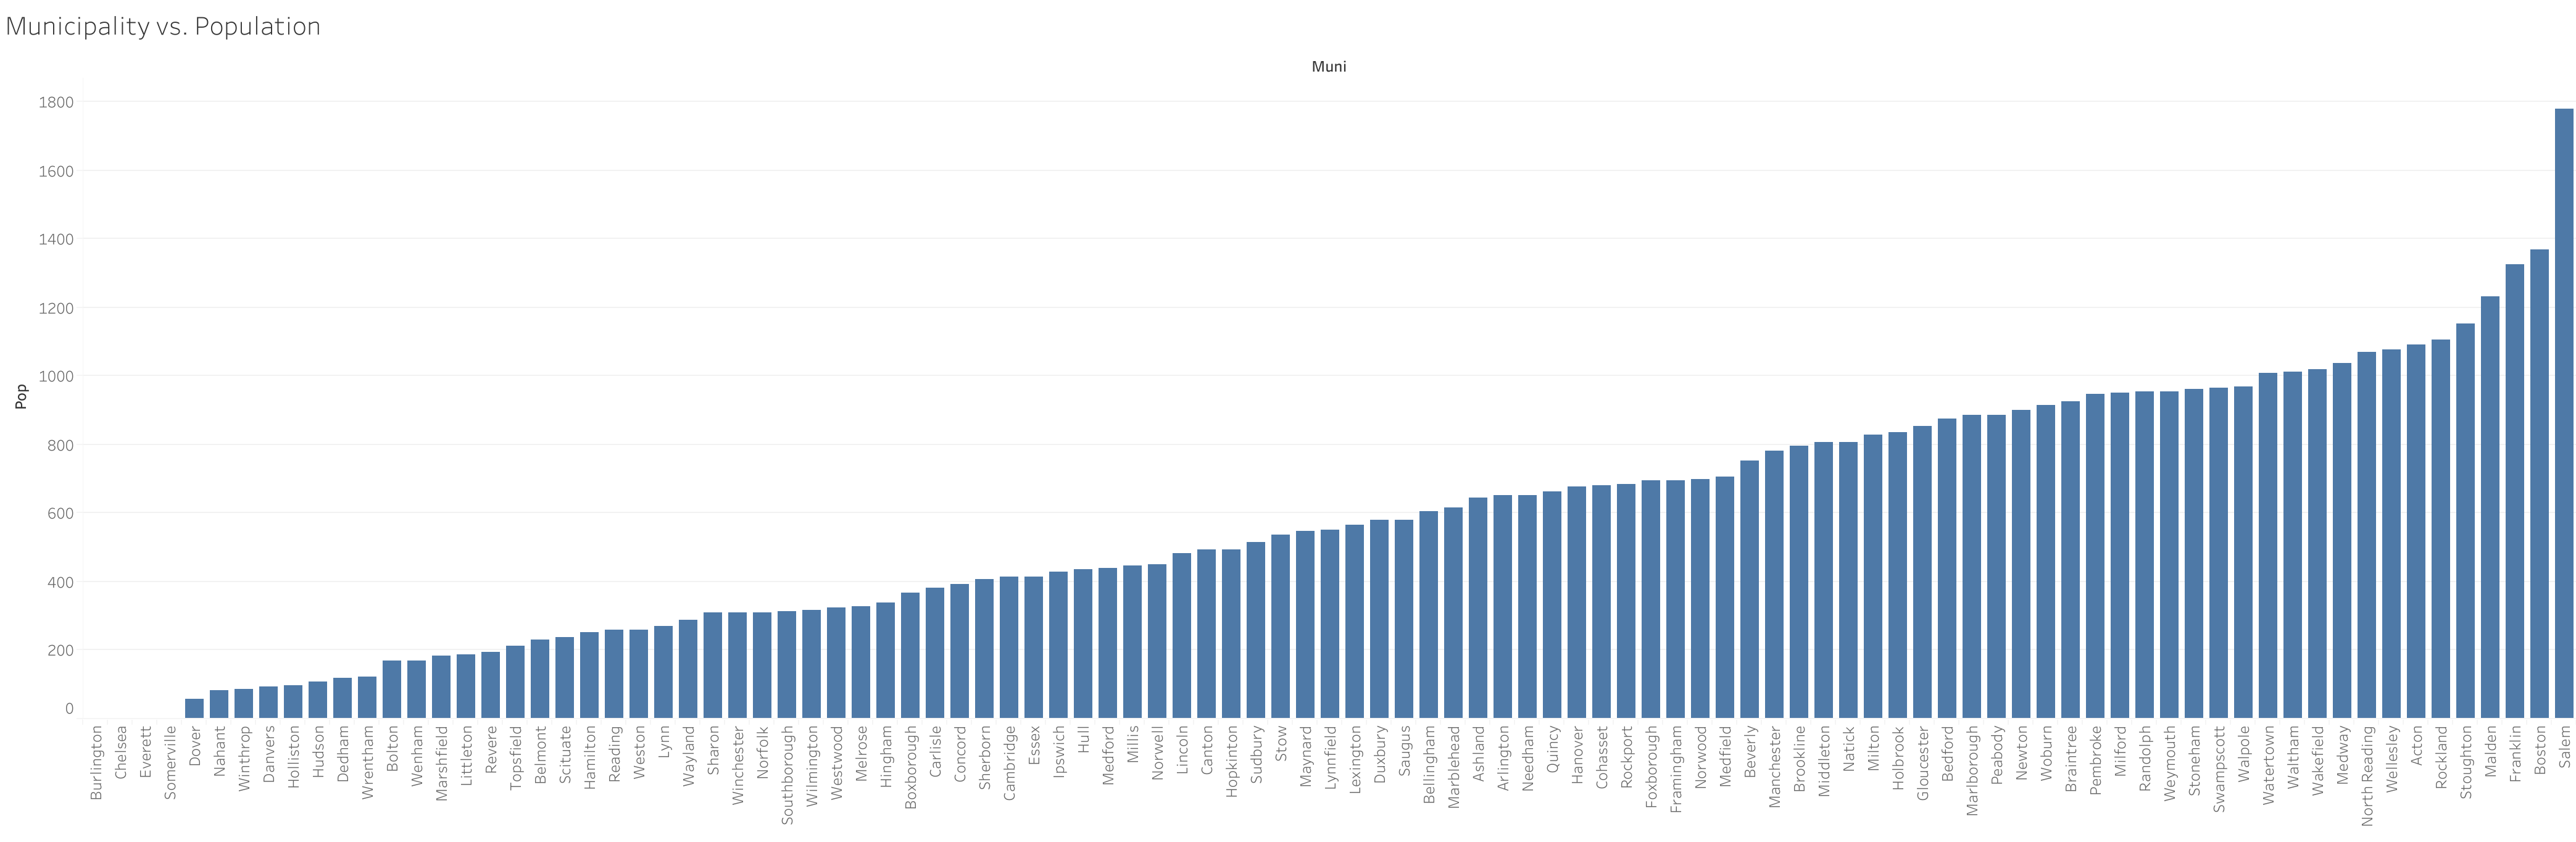 Municipality vs. Population
Muni
1800
1600
1400
1200
1000
800
600
400
200
0
Pop
Burlington
Chelsea
Everett
Somerville
Dover
Nahant
Winthrop
Danvers
Holliston
Hudson
Dedham
Wrentham
Bolton
Wenham
Marshfield
Littleton
Revere
Topsfield
Belmont
Scituate
Hamilton
Reading
Weston
Lynn
Wayland
Sharon
Winchester
Norfolk
Southborough
Wilmington
Westwood
Melrose
Hingham
Boxborough
Carlisle
Concord
Sherborn
Cambridge
Essex
Ipswich
Hull
Medford
Millis
Norwell
Lincoln
Canton
Hopkinton
Sudbury
Stow
Maynard
Lynnfield
Lexington
Duxbury
Saugus
Bellingham
Marblehead
Ashland
Arlington
Needham
Quincy
Hanover
Cohasset
Rockport
Foxborough
Framingham
Norwood
Medfield
Beverly
Manchester
Brookline
Middleton
Natick
Milton
Holbrook
Gloucester
Bedford
Marlborough
Peabody
Newton
Woburn
Braintree
Pembroke
Milford
Randolph
Weymouth
Stoneham
Swampscott
Walpole
Watertown
Waltham
Wakefield
Medway
North Reading
Wellesley
Acton
Rockland
Stoughton
Malden
Franklin
Boston
Salem